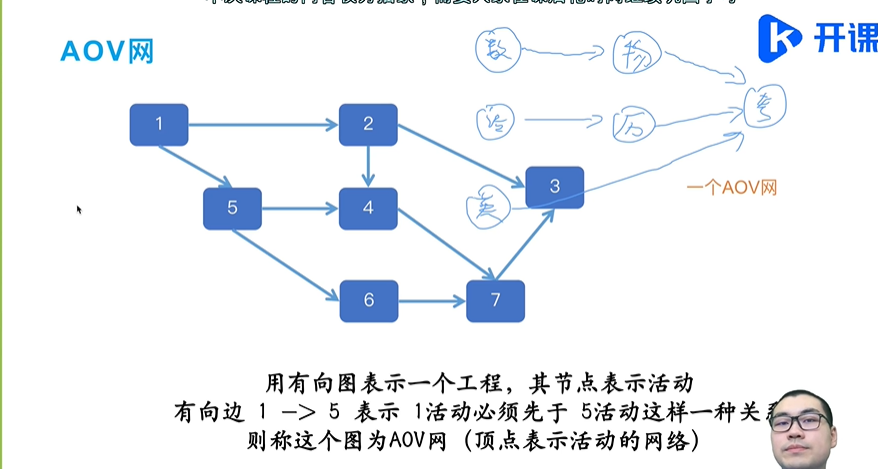 AOV网
开课
数
物
考
论
历
英
1
2
3
5
4
6
7
一个AOV网
用有向图表示一个工程，其节点表示活动
有向边 1 —> 5 表示 1活动必须先于 5活动这样一种关系
则称这个图为AOV网（顶点表示活动的网络）